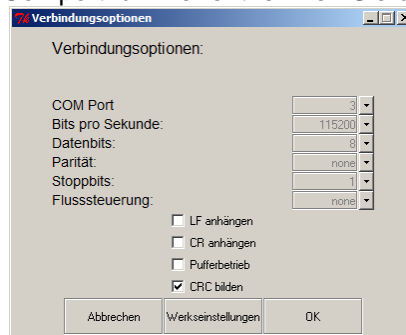 Verbindungsoptionen
Verbindungsoptionen:
COM Port 3
Bits pro Sekunde: 115200
Datenbits: 8
Parität: none
Stoppbits: 1
Flusssteuerung: none
LF anhängen
CR anhängen
Pufferbetrieb
CRC bilden
Abbrechen Werkseinstellungen OK